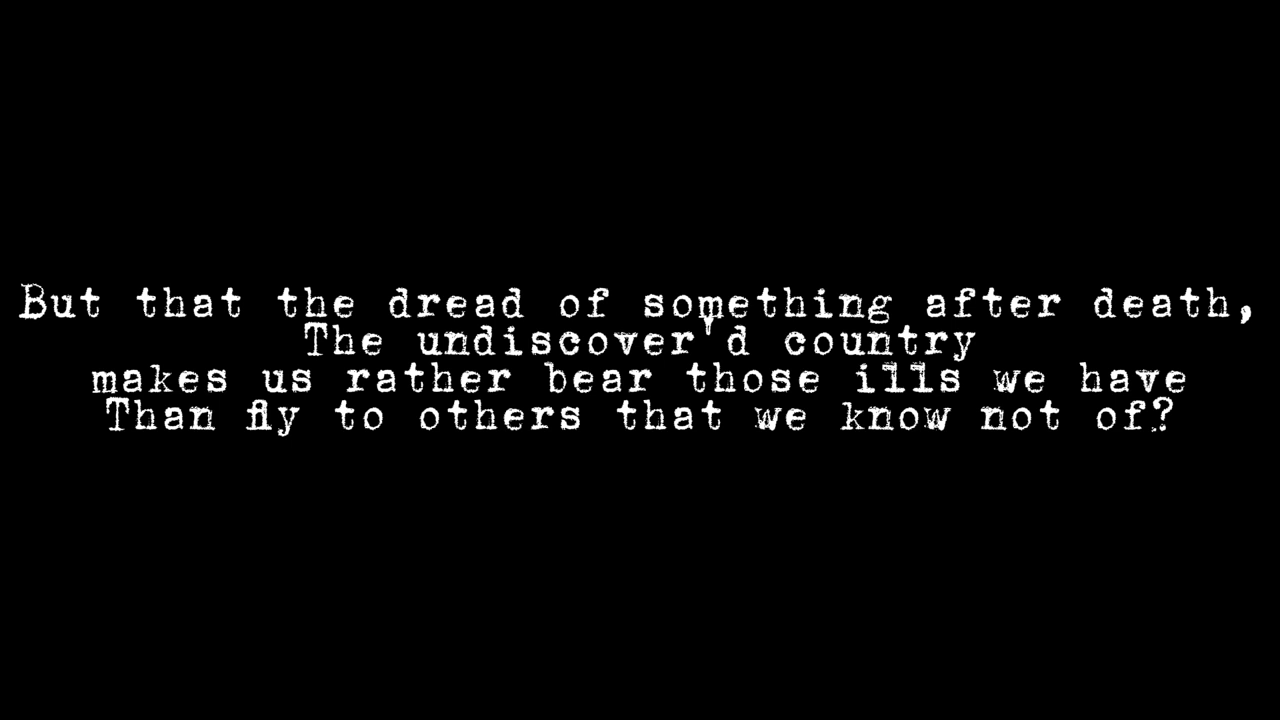 But that the dread of something after death,
The undiscover'd country
makes us rather bear those ills we have
Than fly to others that we know not of?